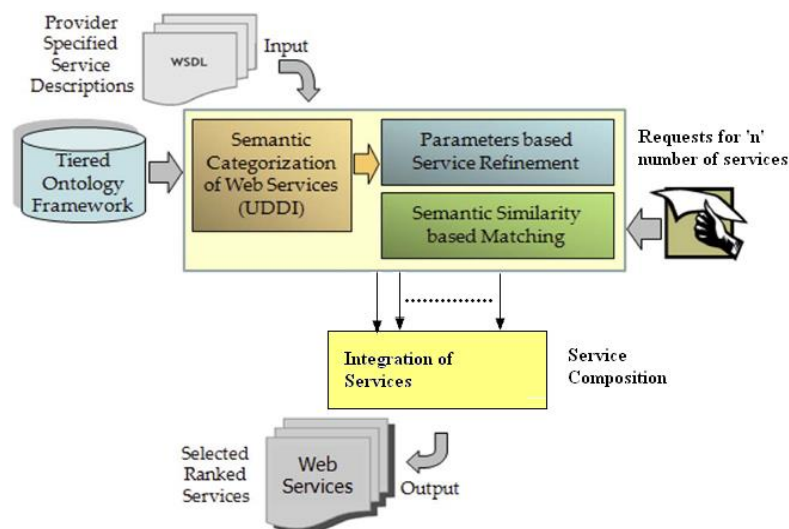 Provider
Specified
Service
Descriptions
WSDL
Input
Tiered
Ontology
Framework
Semantic
Categorization
of Web Services
(UDDI)
Parameters based
Service Refinement
Semantic Similarity
based Matching
Requests for 'n'
number of services
Integration of
Services
Service
Composition
Selected
Ranked
Services
Web
Services
Output